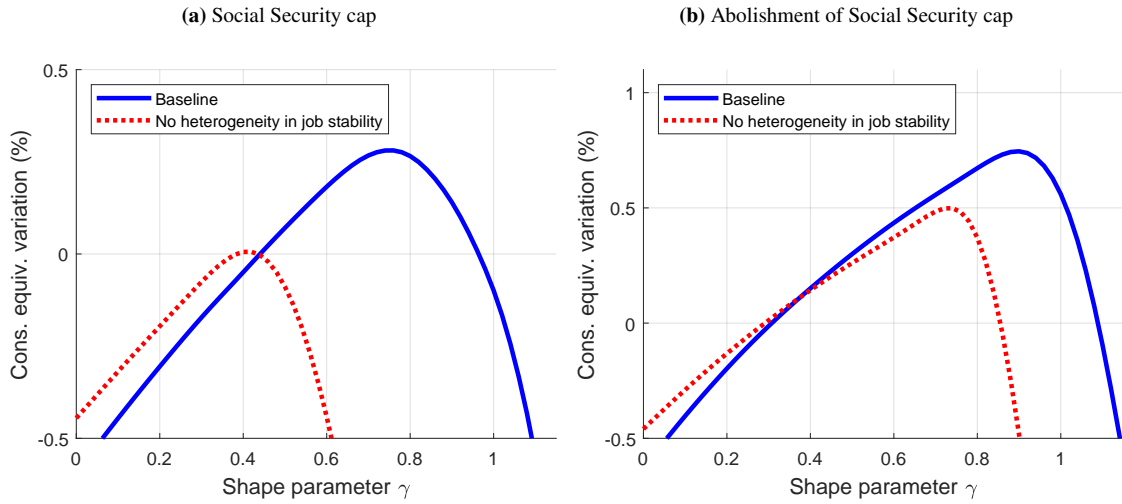 (a) Social Security cap
0.5
Baseline
No heterogeneity in job stability
Cons. equiv. variation (%)
0
-0.5
0 0.2 0.4 0.6 0.8 1
Shape parameter γ
(b) Abolishment of Social Security cap
1
Baseline
No heterogeneity in job stability
Cons. equiv. variation (%)
0.5
0
-0.5
0 0.2 0.4 0.6 0.8 1
Shape parameter γ